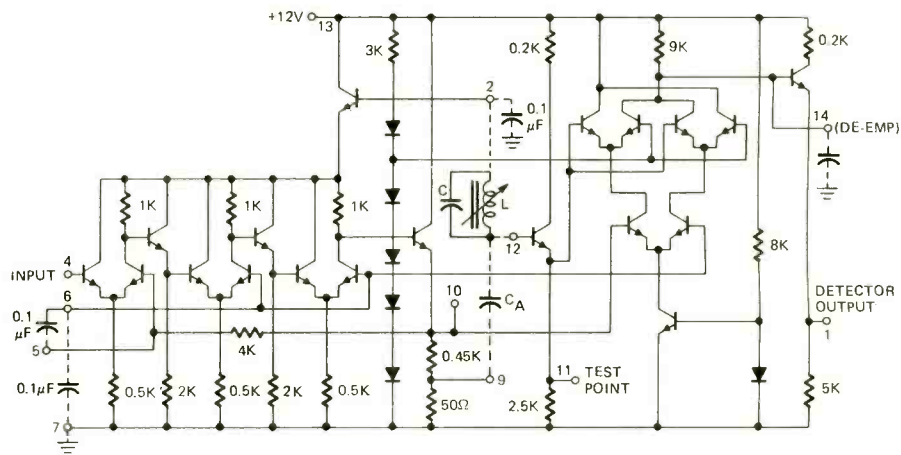 +12V 13
3K
0.2K
9K
0.2K
2
0.1
μF
14
(DE-EMP)
1K
1K
1K
C
L
12
8K
INPUT
4
6
10
CA
DETECTOR
OUTPUT
1
0.1
μF
5
4K
0.45K
9
11
TEST
POINT
0.1μF
0.5K
2K
0.5K
2K
0.5K
50Ω
2.5K
5K
7